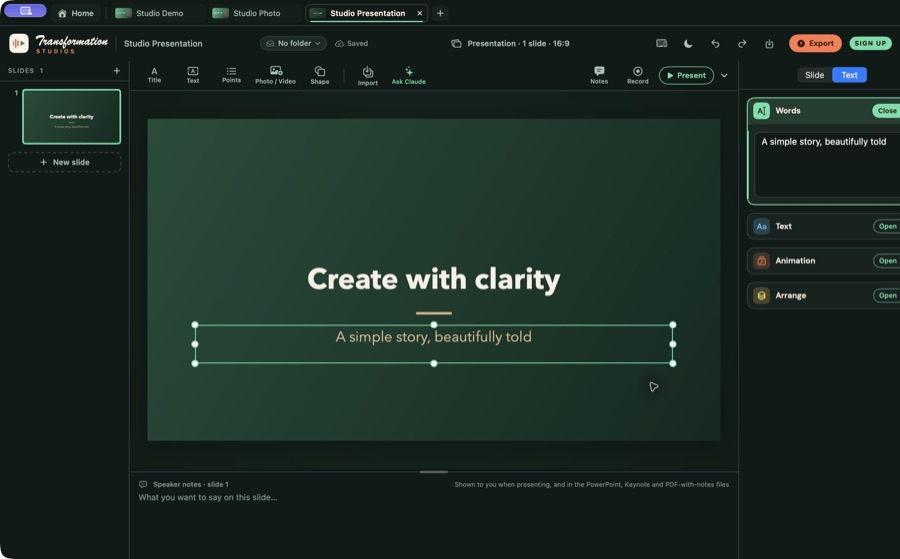 Home
Studio Demo
Studio Photo
Studio Presentation
Transformation
STUDIOS
Studio Presentation
No folder
Saved
Presentation · 1 slide · 16:9
Export
SIGN UP
SLIDES 1
Title
Text
Points
Photo / Video
Shape
Import
Ask Claude
Notes
Record
Present
Slide
Text
1
Create with clarity
New slide
Words
Close
A simple story, beautifully told
Aa
Text
Open
Animation
Open
Arrange
Open
Create with clarity
A simple story, beautifully told
Speaker notes · slide 1
Shown to you when presenting, and in the PowerPoint, Keynote and PDF-with-notes files
What you want to say on this slide...